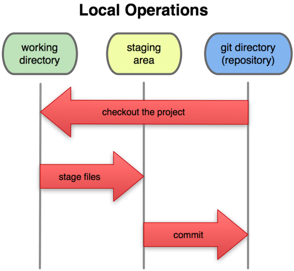 Local Operations
working
directory
staging
area
git directory
(repository)
checkout the project
stage files
commit